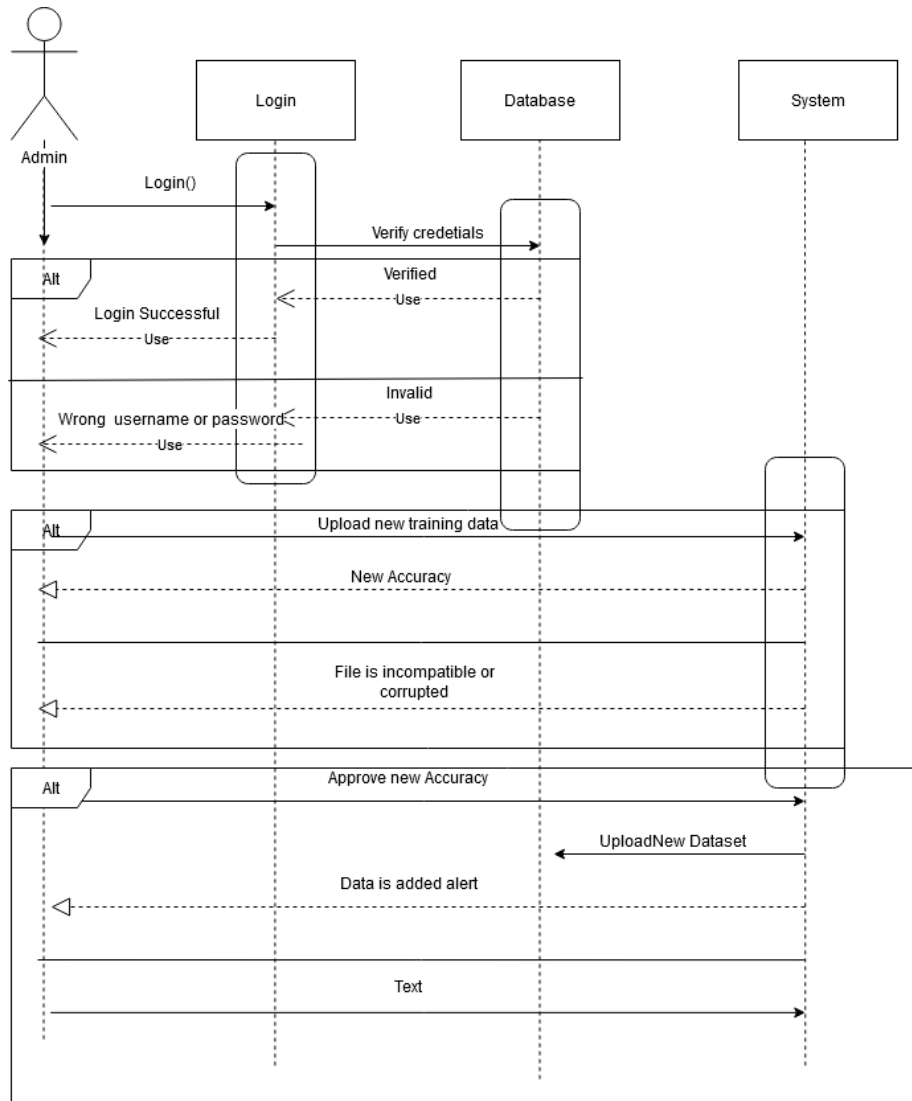 Login
Database
System
Admin
Login()
Verify credetials
Alt
Verified
Use
Login Successful
Use
Invalid
Use
Wrong username or password
Use
Alt
Upload new training data
New Accuracy
File is incompatible or
corrupted
Alt
Approve new Accuracy
UploadNew Dataset
Data is added alert
Text